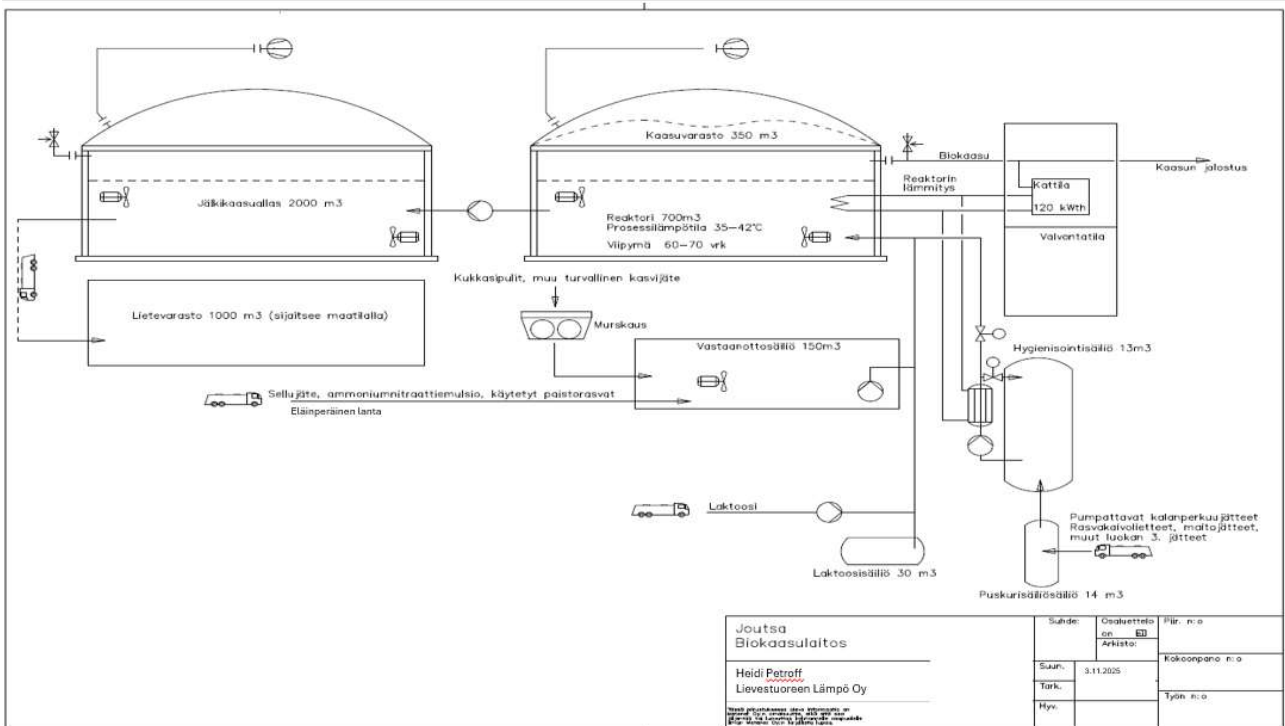 Kaasuvarasto 350 m3
Biokaasu
Kaasun jalostus
Reaktorin
lämmitys
Kattila
120 kWth
Valvontatila
Jälkikaasuallas 2000 m3
Reaktori 700m3
Prosessilämpötila 35-42°C
Viipymä 60-70 vrk
Kukkasipulit, muu turvallinen kasvijäte
Lietevarasto 1000 m3 (sijaitsee maatilalla)
Murskaus
Vastaanottosäiliö 150m3
Hygienisointisäiliö 13m3
Sellujäte, ammoniumnitraattiemulsio, käytetyt paistorasvat
Eläinperäinen lanta
Laktoosi
Laktoosisäiliö 30 m3
Pumpattavat kalanperkuujätteet
Rasvakaivolietteet, maitojätteet,
muut luokan 3. jätteet
Puskurisäiliösäiliö 14 m3
Joutsa
Biokaasulaitos
Heidi Petroff
Lievestuoreen Lämpö Oy
Suhde:
Osaluettelo
on
Arkisto:
Piir. n:o
Kokoonpano n:o
Työn n:o
Suun.
3.11.2025
Tark.
Hyv.